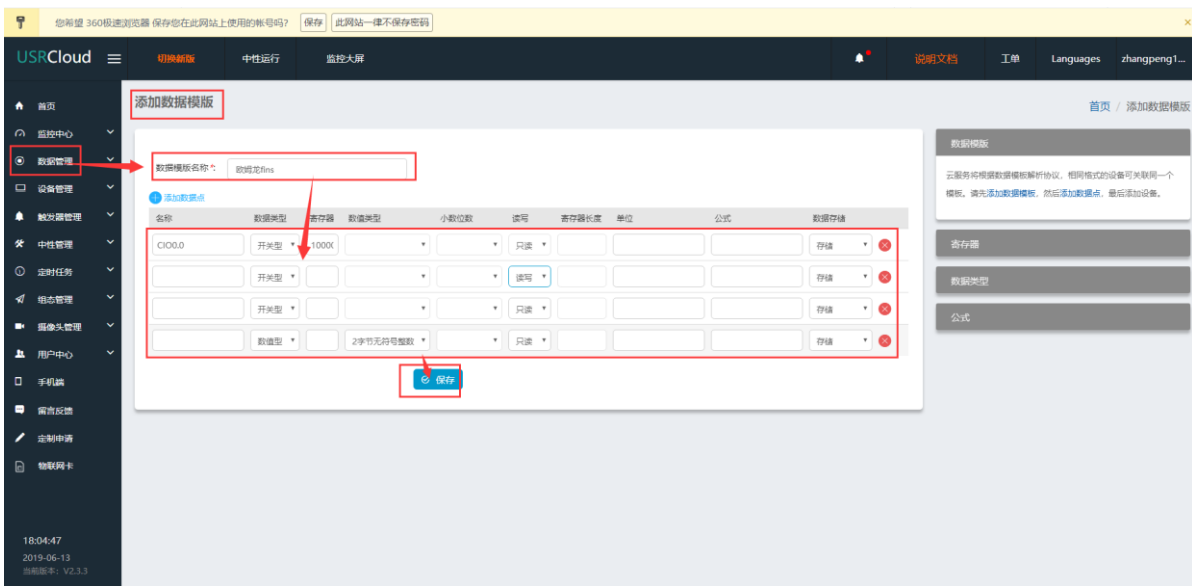 您希望 360极速浏览器 保存您在此网站上使用的帐号吗? 保存 此网站一律不保存密码 ×
USRCloud 切换新版 中性运行 监控大屏 说明文档 工单 Languages zhangpeng1...
添加数据模版
首页 / 添加数据模版
首页
监控中心
数据管理
设备管理
触发器管理
中性管理
定时任务
组态管理
摄像头管理
用户中心
手机端
留言反馈
定制申请
物联网卡
18:04:47
2019-06-13
当前版本: V2.3.3
数据模版名称 *: 欧姆龙fins
添加数据点
名称 数据类型 寄存器 数值类型 小数位数 读写 寄存器长度 单位 公式 数据存储
CIO0.0 开关型 1000 只读 存储
开关型 读写 存储
开关型 只读 存储
数值型 2字节无符号整数 只读 存储
保存
数据模版
云服务将根据数据模板解析协议, 相同格式的设备可关联同一个
模板。请先添加数据模板, 然后添加数据点, 最后添加设备。
寄存器
数据类型
公式